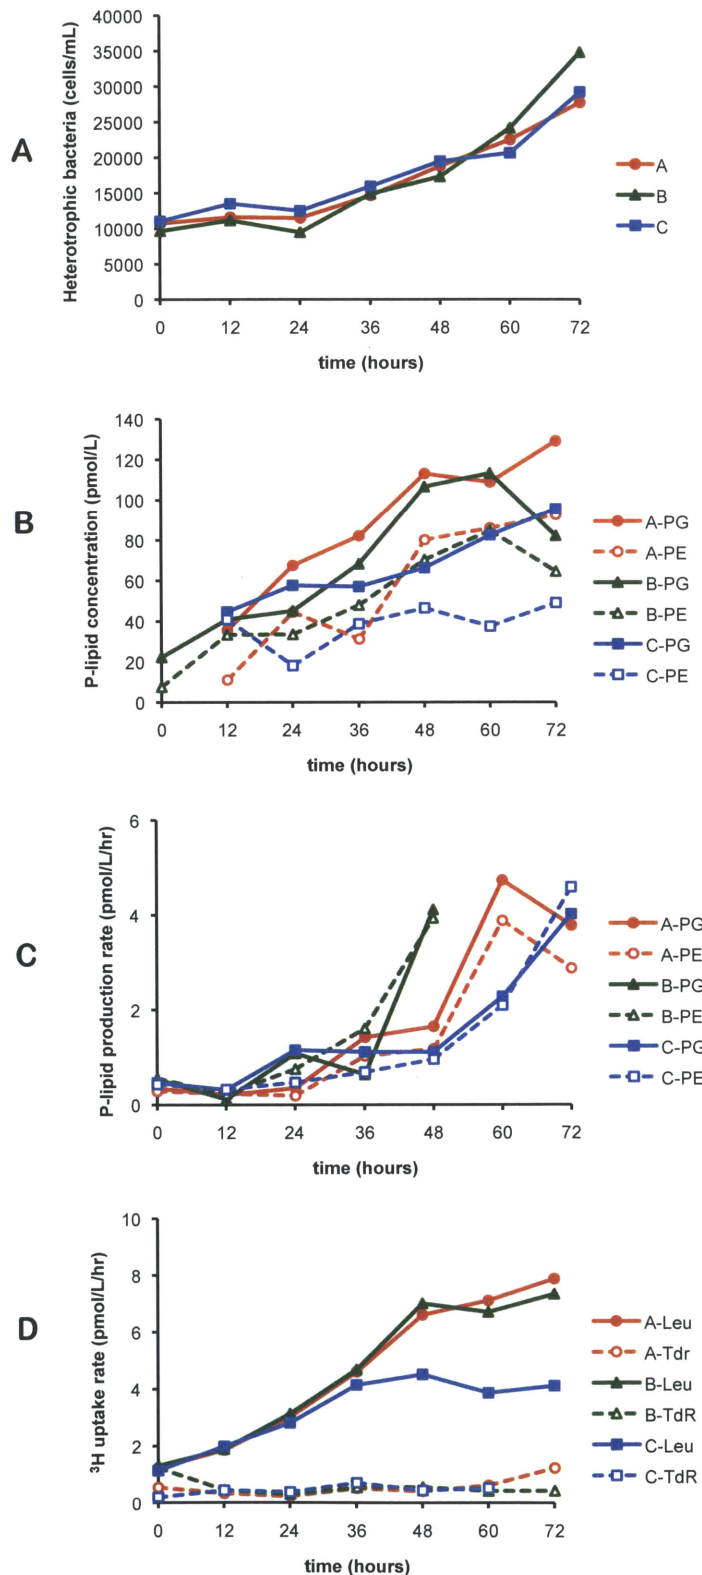 A
Heterotrophic bacteria (cells/mL)
40000
35000
30000
25000
20000
15000
10000
5000
0
0 12 24 36 48 60 72
time (hours)
A
B
C
B
P-lipid concentration (pmol/L)
140
120
100
80
60
40
20
0
0 12 24 36 48 60 72
time (hours)
A-PG
A-PE
B-PG
B-PE
C-PG
C-PE
C
P-lipid production rate (pmol/L/hr)
6
4
2
0
0 12 24 36 48 60 72
time (hours)
A-PG
A-PE
B-PG
B-PE
C-PG
C-PE
D
³H uptake rate (pmol/L/hr)
10
8
6
4
2
0
0 12 24 36 48 60 72
time (hours)
A-Leu
A-Tdr
B-Leu
B-TdR
C-Leu
C-TdR